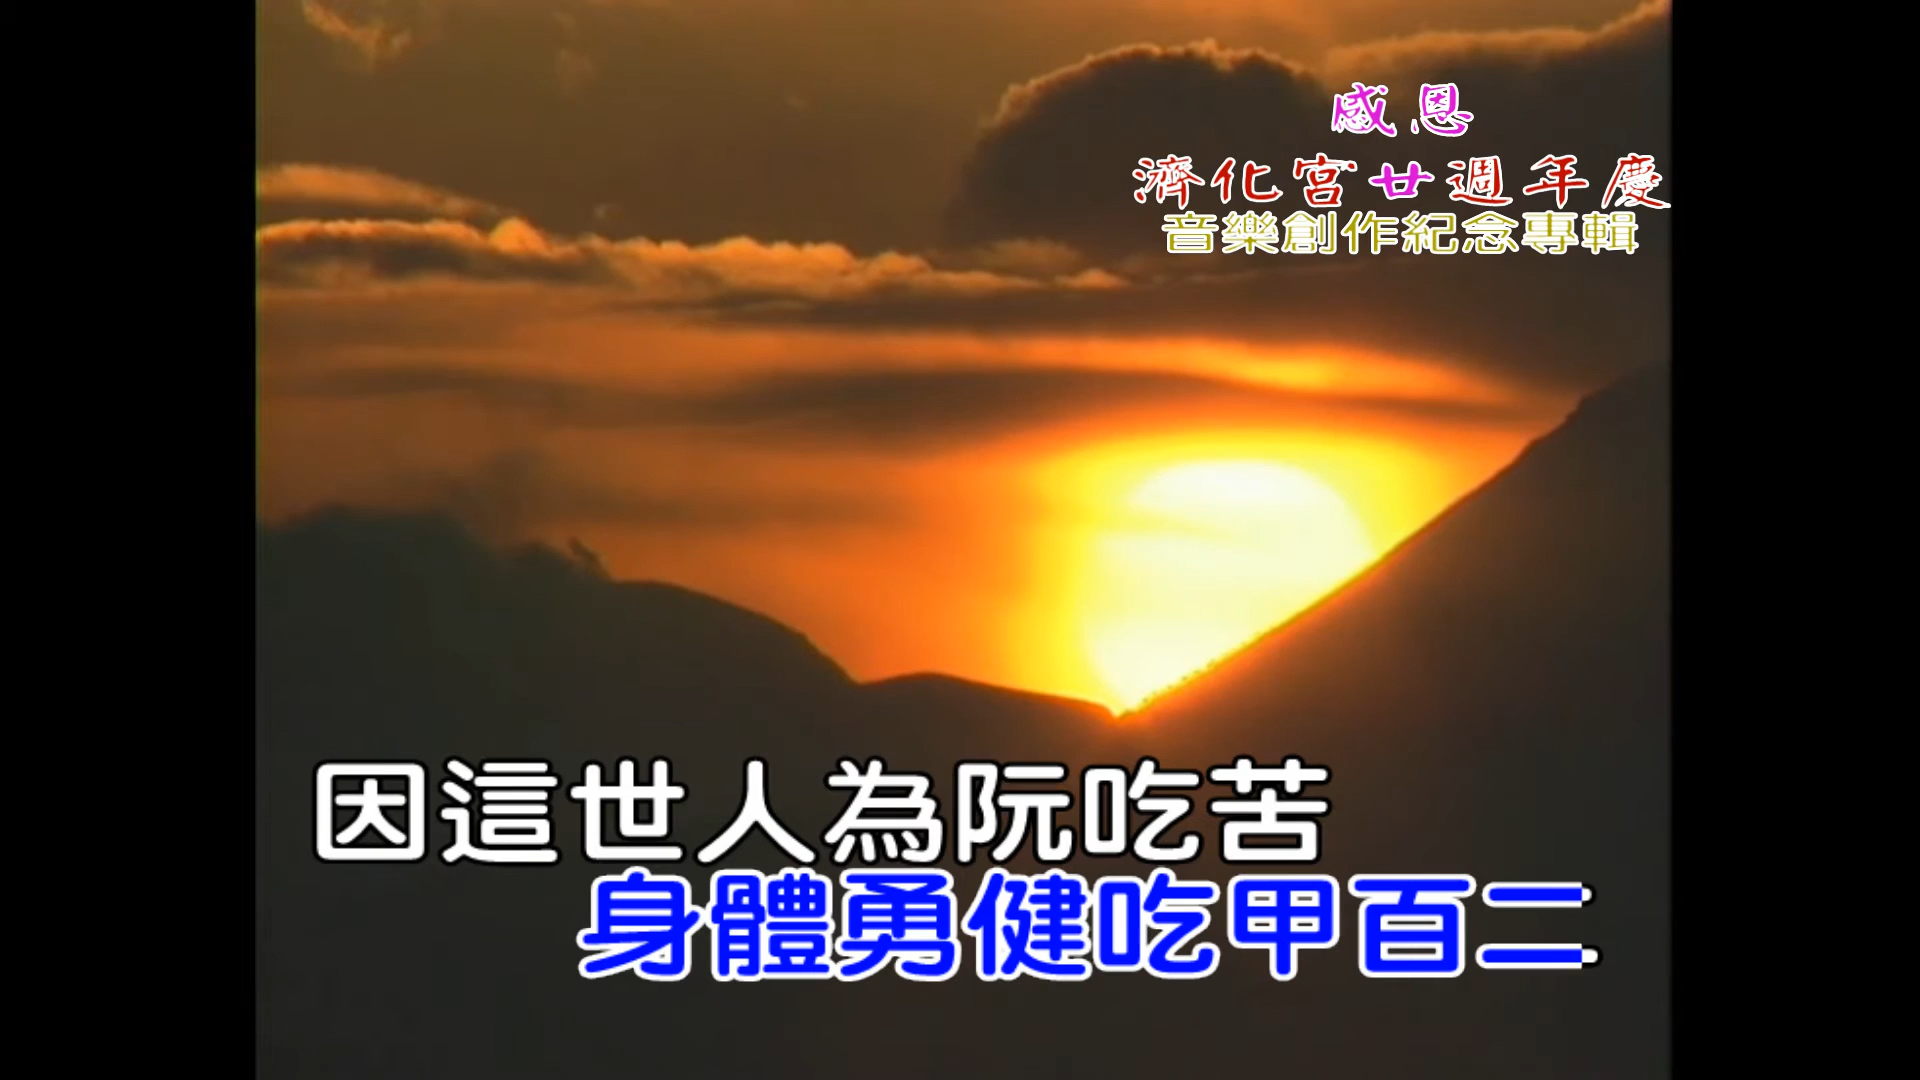 感恩
濟化宮廿週年慶
音樂創作紀念專輯
因這世人為阮吃苦
身體勇健吃甲百二